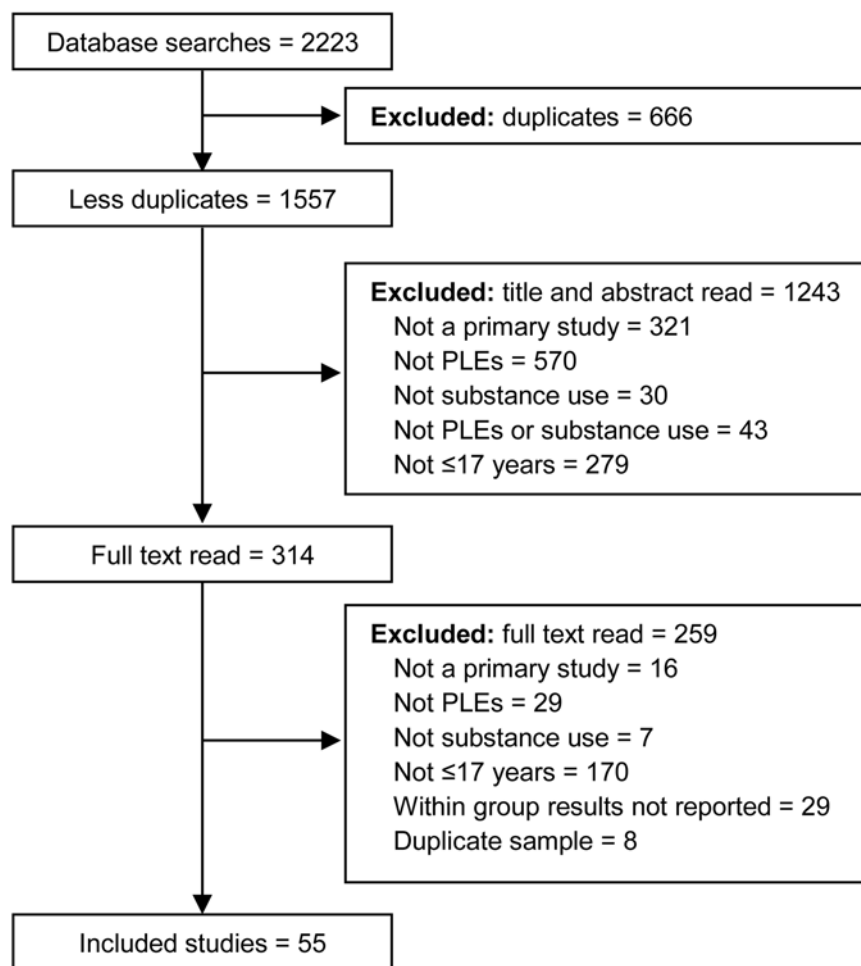 Database searches = 2223
Excluded: duplicates = 666
Less duplicates = 1557
Excluded: title and abstract read = 1243
Not a primary study = 321
Not PLEs = 570
Not substance use = 30
Not PLEs or substance use = 43
Not ≤17 years = 279
Full text read = 314
Excluded: full text read = 259
Not a primary study = 16
Not PLEs = 29
Not substance use = 7
Not ≤17 years = 170
Within group results not reported = 29
Duplicate sample = 8
Included studies = 55